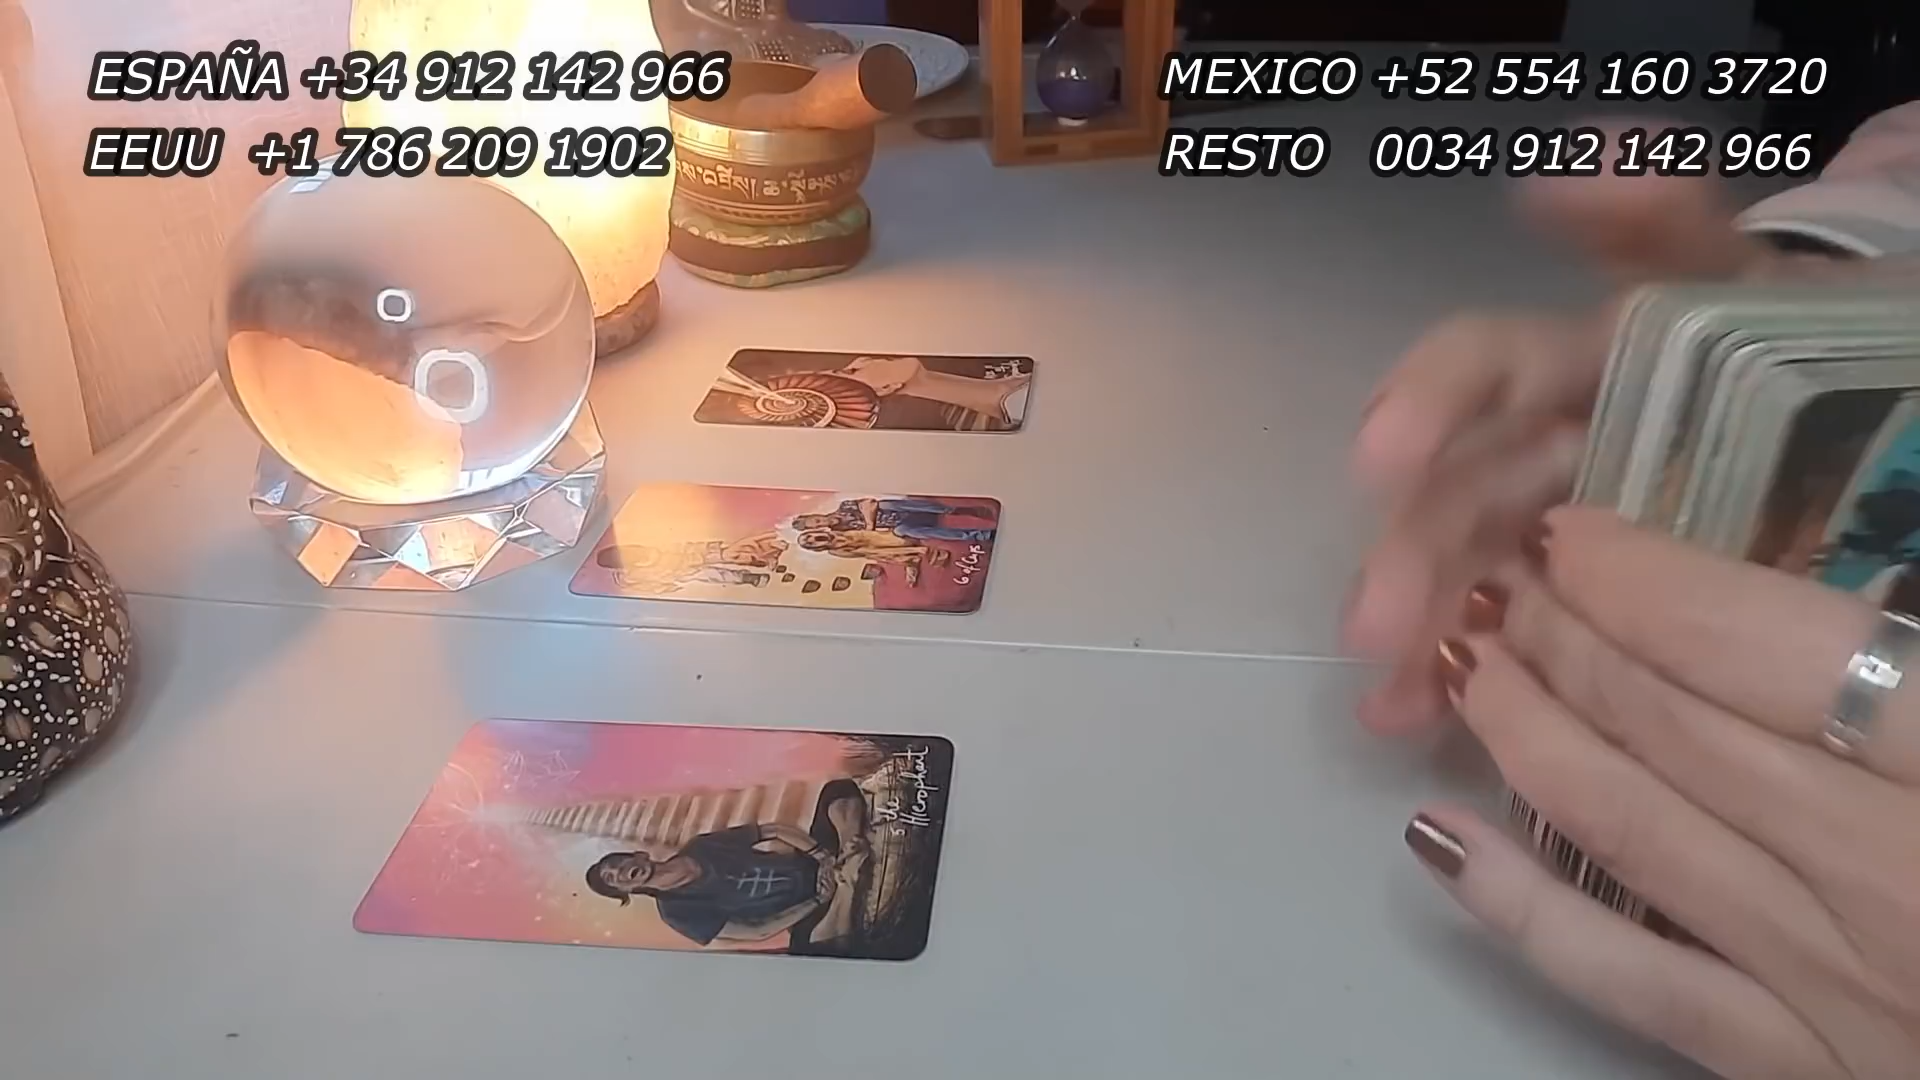 ESPAÑA +34 912 142 966
EEUU +1 786 209 1902
MEXICO +52 554 160 3720
RESTO 0034 912 142 966
6 of Cups
5 the
Hierophant